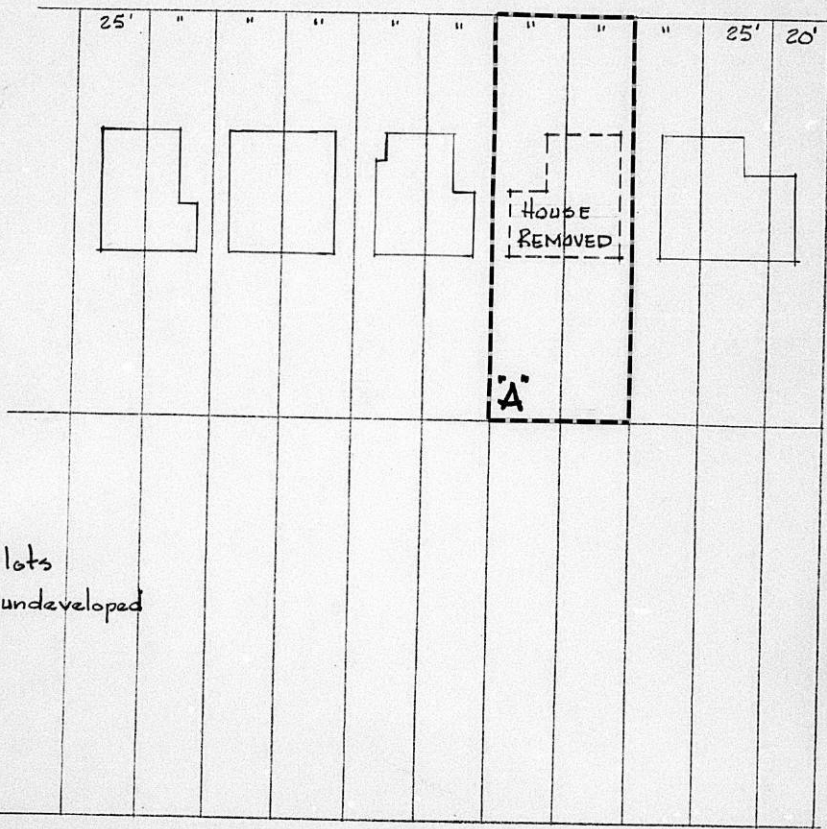 25' " " " " " " " 25' 20'
HOUSE
REMOVED
"A"
lots
undeveloped